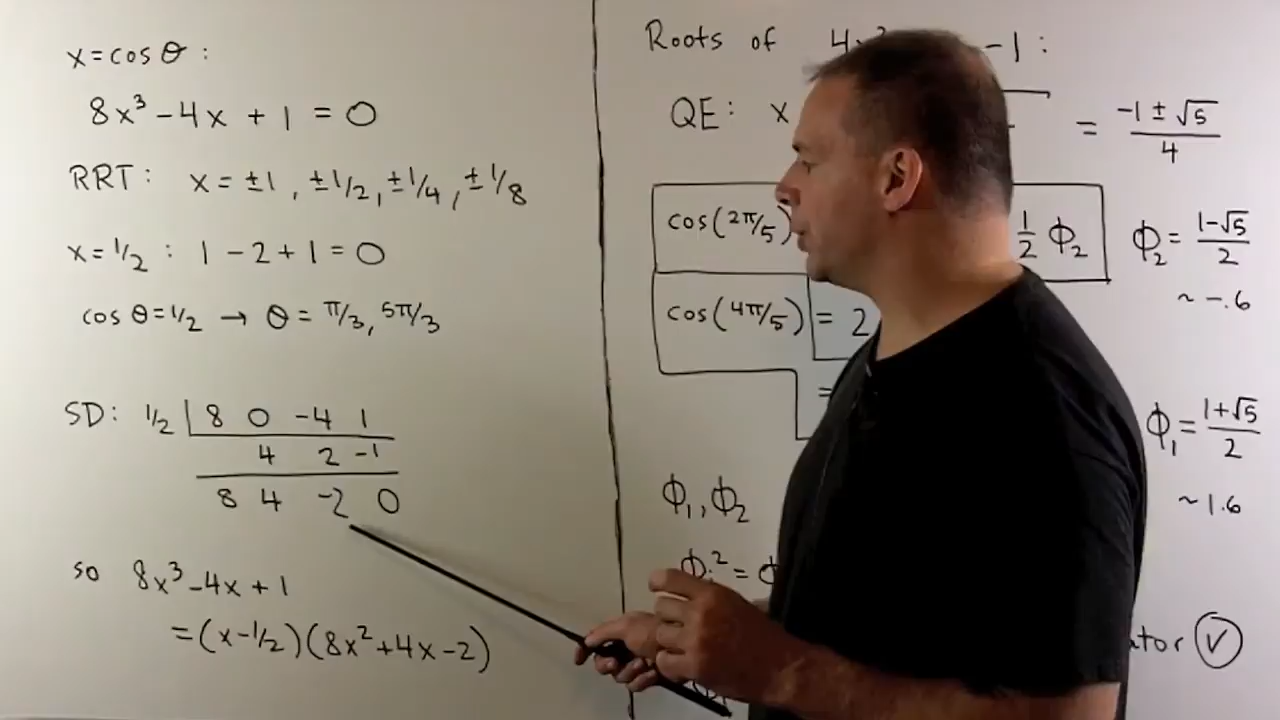 x = cos θ :
8x³ - 4x + 1 = 0
RRT: x = ±1, ±1/2, ±1/4, ±1/8
x = 1/2 : 1 - 2 + 1 = 0
cos θ = 1/2 → θ = π/3, 5π/3
SD: 1/2 | 8 0 -4 1
4 2 -1
8 4 -2 0
so 8x³ - 4x + 1
= (x - 1/2)(8x² + 4x - 2)
Roots of 4x² -1 :
QE: x = (-1 ± √5)/4
cos(2π/5) 1/2 Φ₂
Φ₂ = (1-√5)/2
~ -.6
cos(4π/5) = 2
=
Φ₁ = (1+√5)/2
~ 1.6
Φ₁, Φ₂
Φᵢ² =
✓